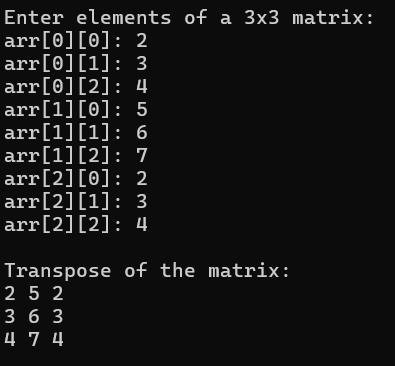 Enter elements of a 3x3 matrix:
arr[0][0]: 2
arr[0][1]: 3
arr[0][2]: 4
arr[1][0]: 5
arr[1][1]: 6
arr[1][2]: 7
arr[2][0]: 2
arr[2][1]: 3
arr[2][2]: 4
Transpose of the matrix:
2 5 2
3 6 3
4 7 4